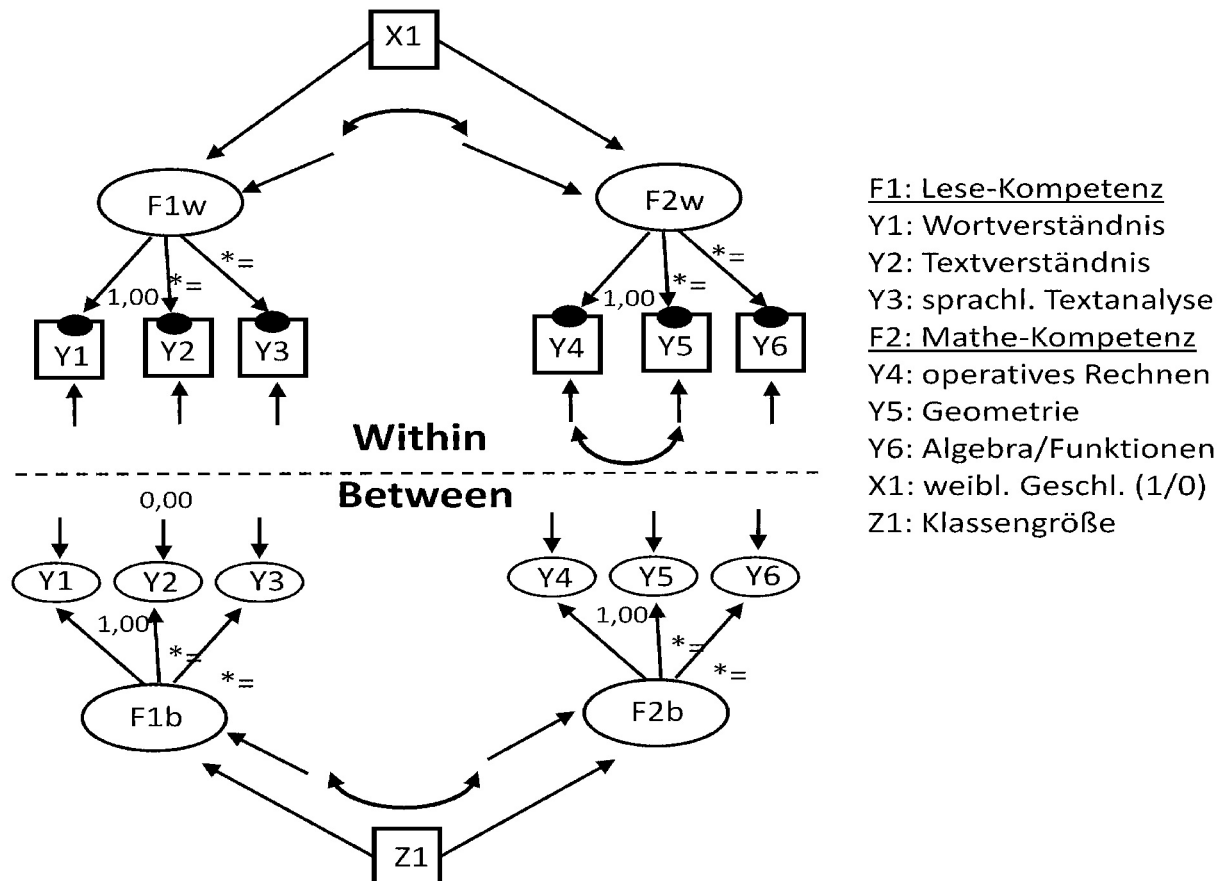 X1
F1w
F2w
*=
*=
1,00
*=
*=
1,00
Y1
Y2
Y3
Y4
Y5
Y6
Within
Between
0,00
Y1
Y2
Y3
Y4
Y5
Y6
1,00
*=
*=
1,00
*=
*=
F1b
F2b
Z1
F1: Lese-Kompetenz
Y1: Wortverständnis
Y2: Textverständnis
Y3: sprachl. Textanalyse
F2: Mathe-Kompetenz
Y4: operatives Rechnen
Y5: Geometrie
Y6: Algebra/Funktionen
X1: weibl. Geschl. (1/0)
Z1: Klassengröße